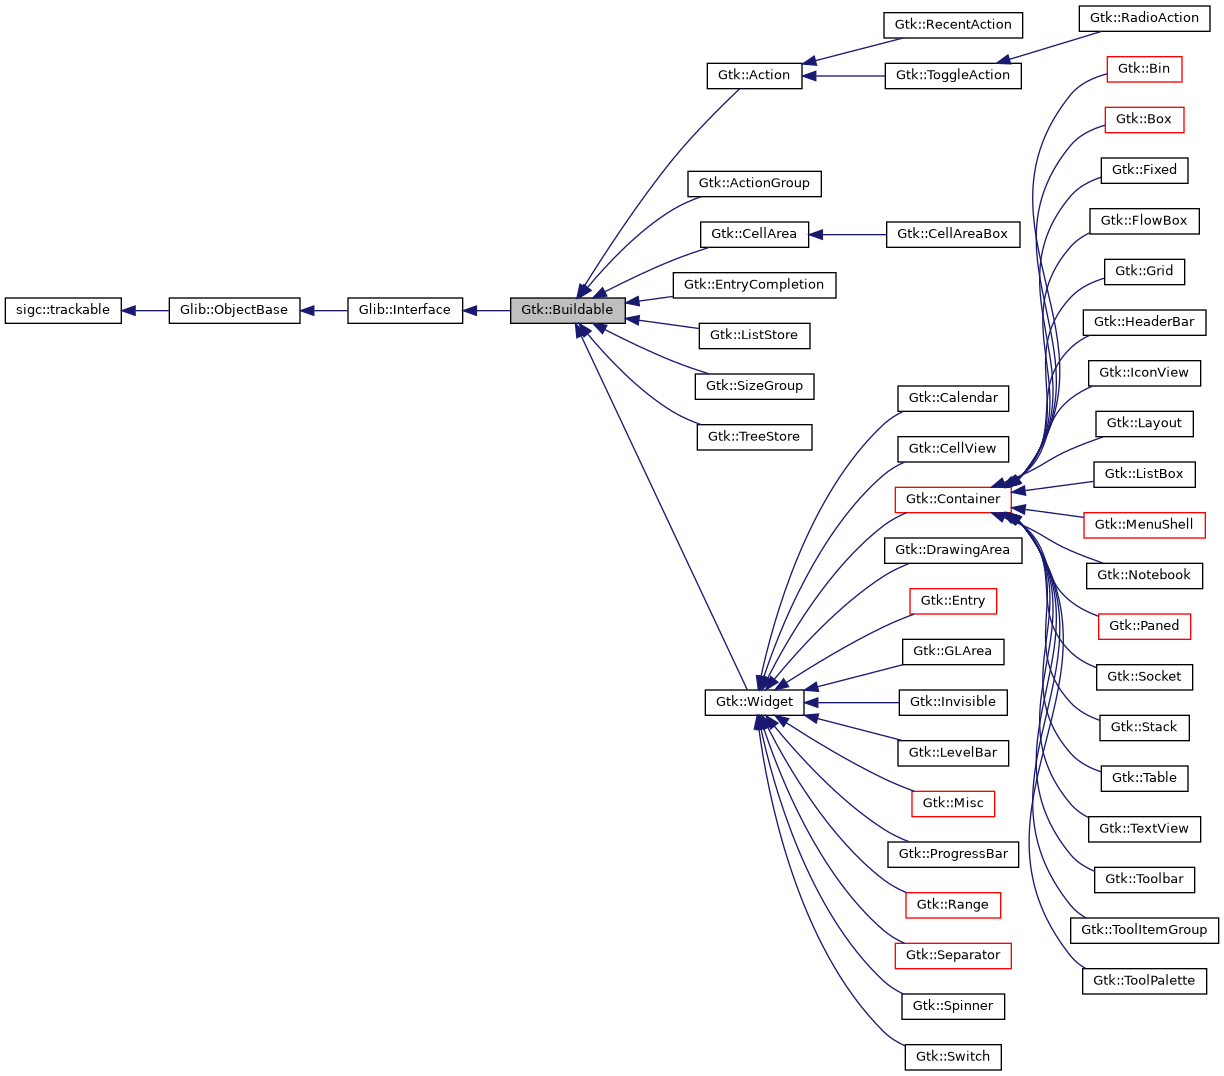 sigc::trackable
Glib::ObjectBase
Glib::Interface
Gtk::Buildable
Gtk::Action
Gtk::RecentAction
Gtk::ToggleAction
Gtk::RadioAction
Gtk::ActionGroup
Gtk::CellArea
Gtk::CellAreaBox
Gtk::EntryCompletion
Gtk::ListStore
Gtk::SizeGroup
Gtk::TreeStore
Gtk::Widget
Gtk::Calendar
Gtk::CellView
Gtk::Container
Gtk::DrawingArea
Gtk::Entry
Gtk::GLArea
Gtk::Invisible
Gtk::LevelBar
Gtk::Misc
Gtk::ProgressBar
Gtk::Range
Gtk::Separator
Gtk::Spinner
Gtk::Switch
Gtk::Bin
Gtk::Box
Gtk::Fixed
Gtk::FlowBox
Gtk::Grid
Gtk::HeaderBar
Gtk::IconView
Gtk::Layout
Gtk::ListBox
Gtk::MenuShell
Gtk::Notebook
Gtk::Paned
Gtk::Socket
Gtk::Stack
Gtk::Table
Gtk::TextView
Gtk::Toolbar
Gtk::ToolItemGroup
Gtk::ToolPalette